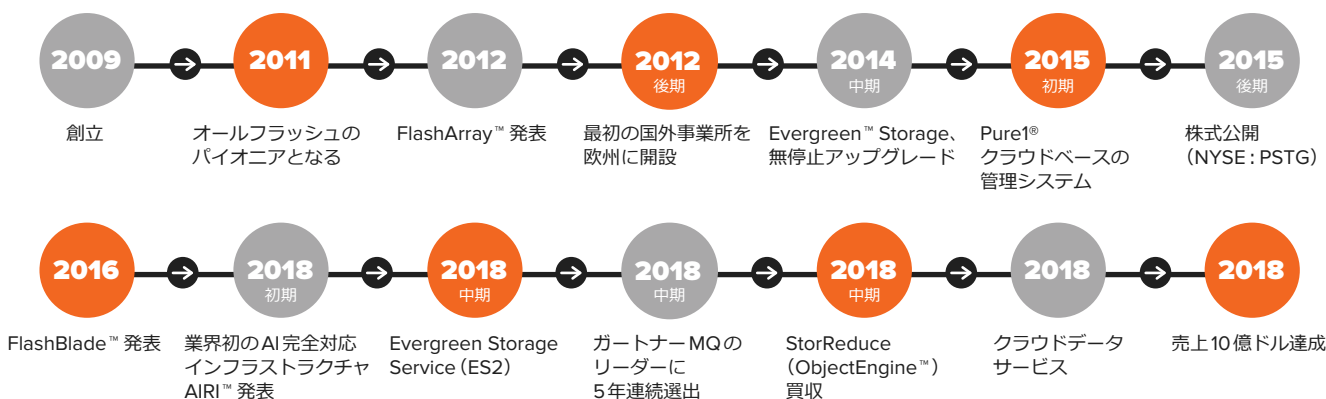 2009
創立
2011
オールフラッシュの
パイオニアとなる
2012
FlashArray™ 発表
2012
後期
最初の国外事業所を
欧州に開設
2014
中期
Evergreen™ Storage、
無停止アップグレード
2015
初期
Pure1®
クラウドベースの
管理システム
2015
後期
株式公開
（NYSE：PSTG）
2016
FlashBlade™ 発表
2018
初期
業界初のAI完全対応
インフラストラクチャ
AIRI™ 発表
2018
中期
Evergreen Storage
Service（ES2）
2018
中期
ガートナーMQの
リーダーに
5年連続選出
2018
中期
StorReduce
（ObjectEngine™）
買収
2018
クラウドデータ
サービス
2018
売上10億ドル達成